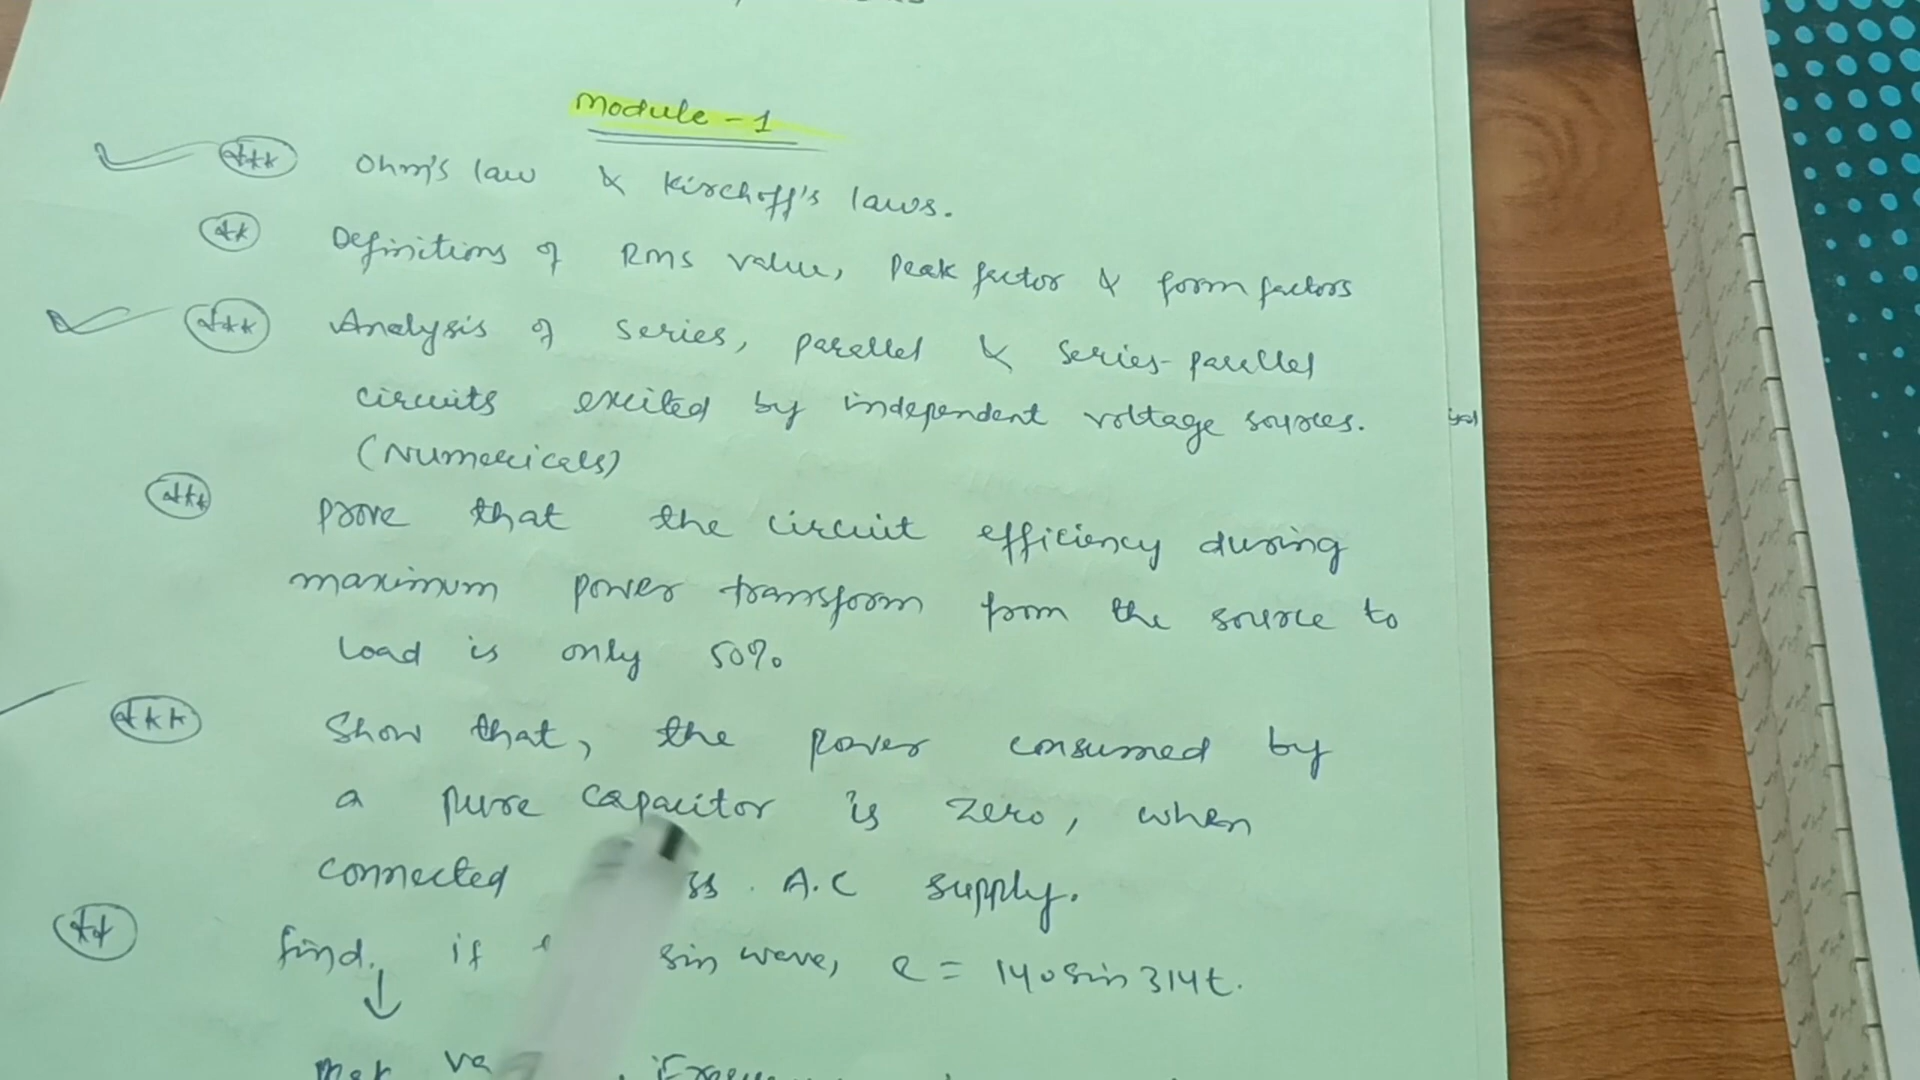 Module - 1
*** Ohm's law & Kirchoff's laws.
** Definitions of RMS value, Peak factor & form factors
*** Analysis of series, parallel & series-parallel
circuits excited by independent voltage sources.
(Numericals)
*** prove that the circuit efficiency during
maximum power transform from the source to
load is only 50%
*** Show that, the power consumed by
a pure capacitor is zero, when
connected A.C supply.
** find, if sin wave, e = 140 sin 314t.